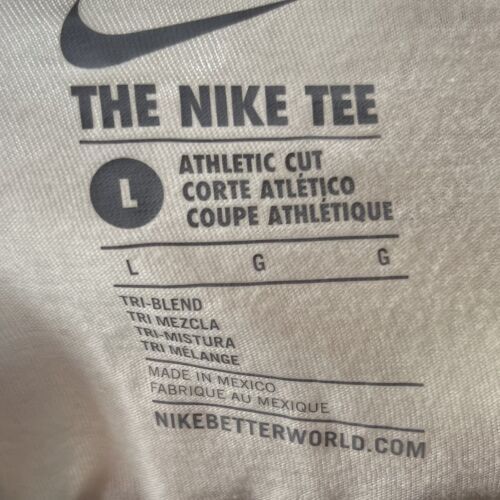 THE NIKE TEE
L
ATHLETIC CUT
CORTE ATLÉTICO
COUPE ATHLÉTIQUE
L G G
TRI-BLEND
TRI MEZCLA
TRI-MISTURA
TRI MÉLANGE
MADE IN MEXICO
FABRIQUE AU MEXIQUE
NIKEBETTERWORLD.COM